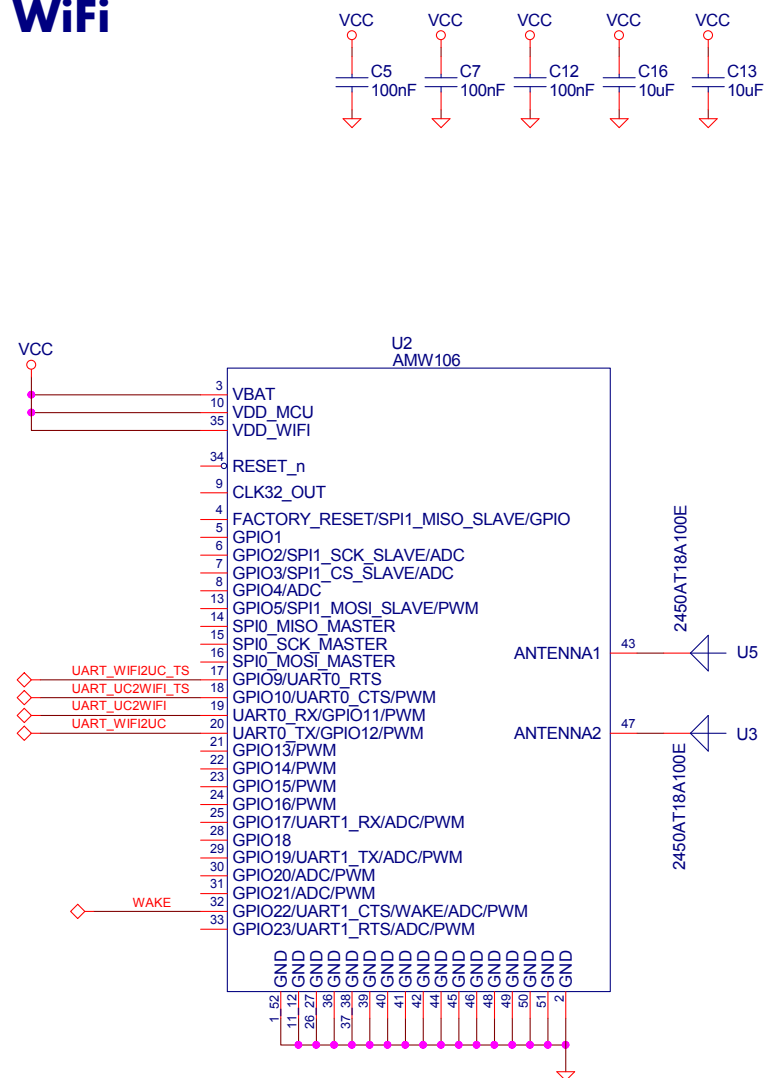 WiFi
VCC VCC VCC VCC VCC
C5 C7 C12 C16 C13
100nF 100nF 100nF 10uF 10uF
VCC
U2
AMW106
3 VBAT
10 VDD_MCU
35 VDD_WIFI
34 RESET_n
9 CLK32_OUT
4 FACTORY_RESET/SPI1_MISO_SLAVE/GPIO
5 GPIO1
6 GPIO2/SPI1_SCK_SLAVE/ADC
7 GPIO3/SPI1_CS_SLAVE/ADC
8 GPIO4/ADC
13 GPIO5/SPI1_MOSI_SLAVE/PWM
14 SPI0_MISO_MASTER
15 SPI0_SCK_MASTER
16 SPI0_MOSI_MASTER
UART_WIFI2UC_TS 17 GPIO9/UART0_RTS
UART_UC2WIFI_TS 18 GPIO10/UART0_CTS/PWM
UART_UC2WIFI 19 UART0_RX/GPIO11/PWM
UART_WIFI2UC 20 UART0_TX/GPIO12/PWM
21 GPIO13/PWM
22 GPIO14/PWM
23 GPIO15/PWM
24 GPIO16/PWM
25 GPIO17/UART1_RX/ADC/PWM
28 GPIO18
29 GPIO19/UART1_TX/ADC/PWM
30 GPIO20/ADC/PWM
31 GPIO21/ADC/PWM
WAKE 32 GPIO22/UART1_CTS/WAKE/ADC/PWM
33 GPIO23/UART1_RTS/ADC/PWM
2450AT18A100E
ANTENNA1 43 U5
ANTENNA2 47 U3
2450AT18A100E
GND GND GND GND GND GND GND GND GND GND GND GND GND GND GND GND GND
1_52 11_12 26_27 36 37_38 39 40 41 42 44 45 46 48 49 50 51 2